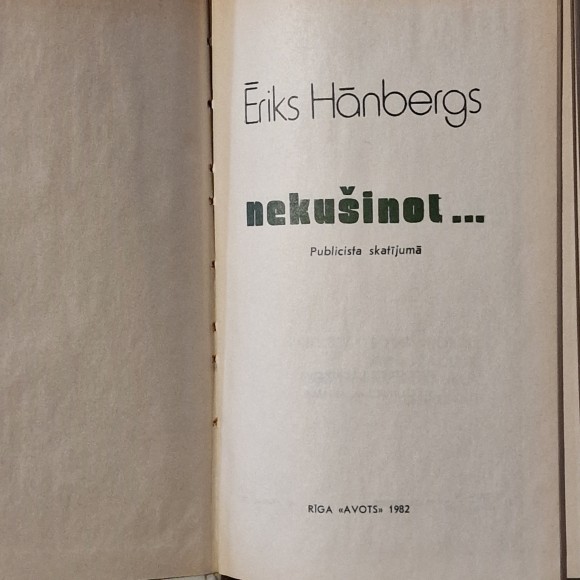 Ēriks Hānbergs
nekušinot...
Publicista skatījumā
RĪGA «AVOTS» 1982